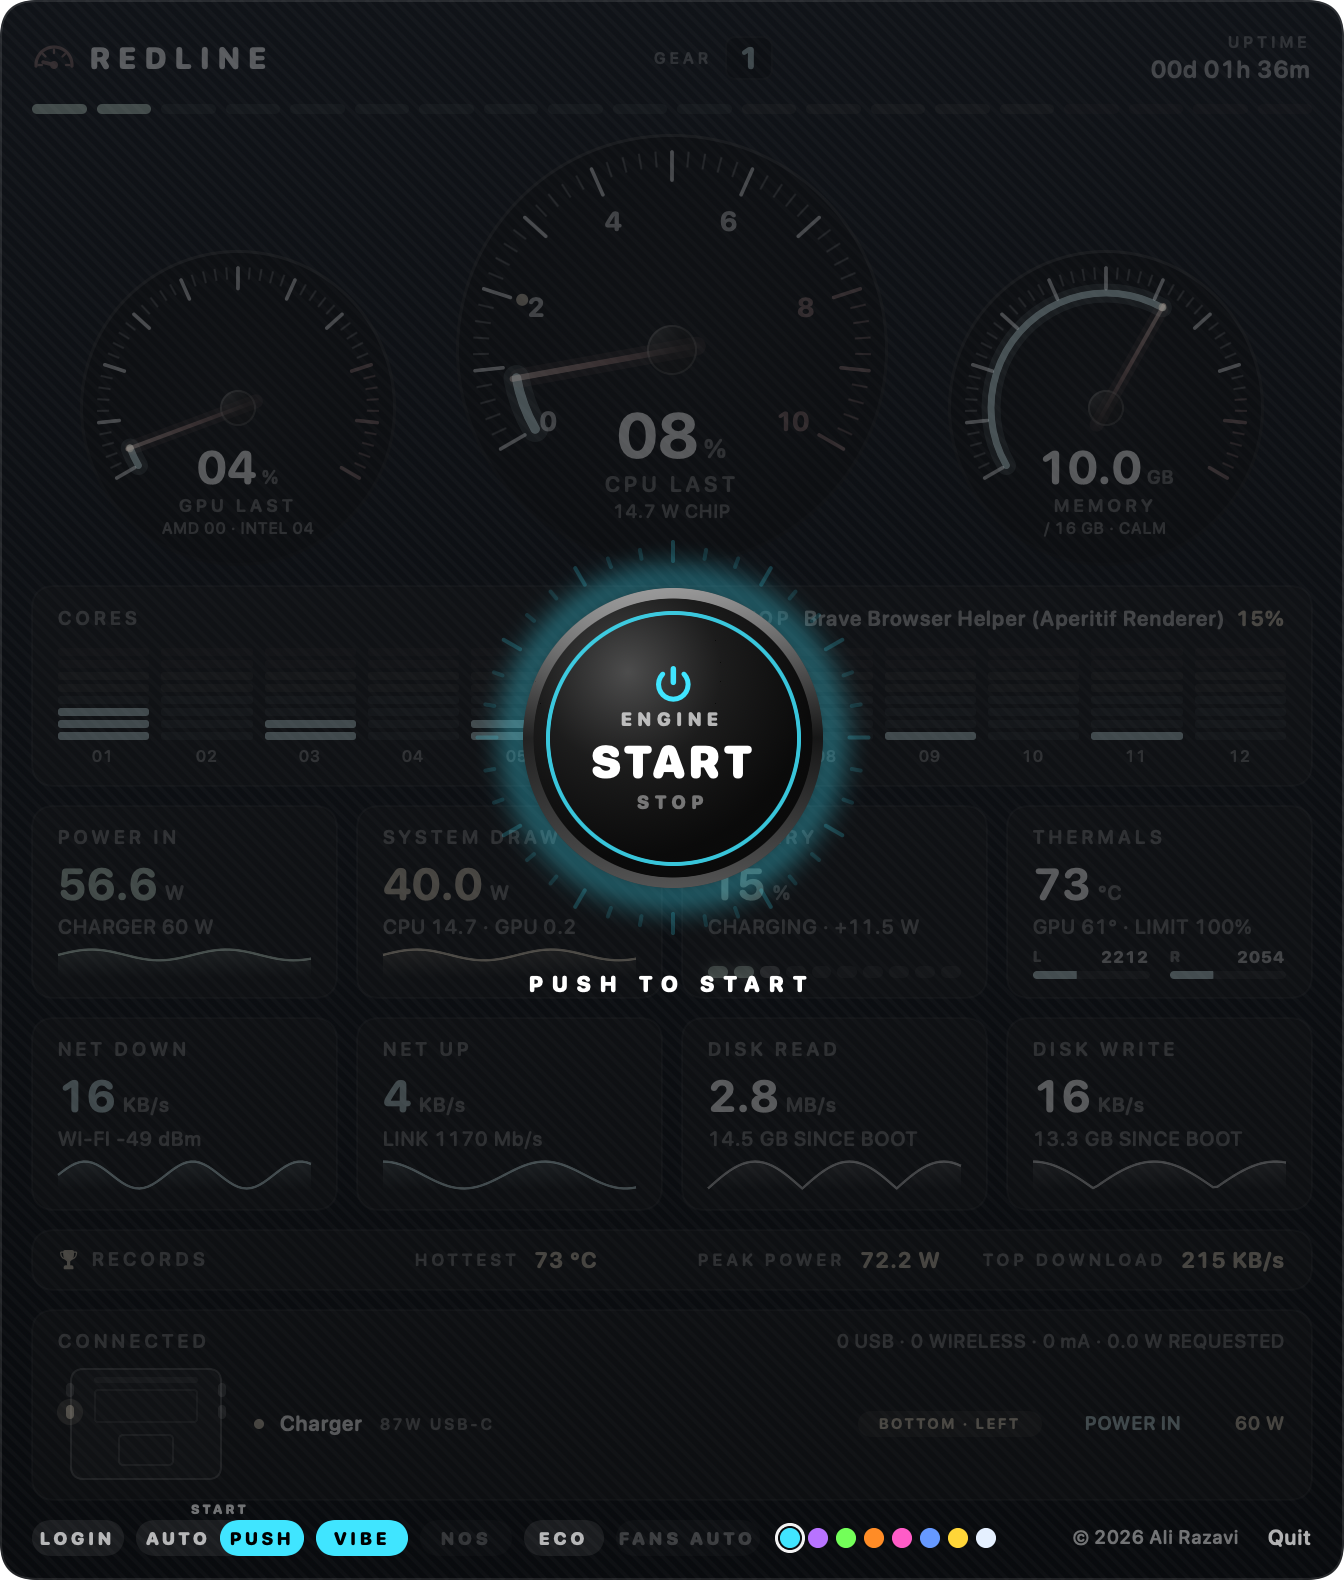 REDLINE
GEAR 1
UPTIME
00d 01h 36m
4
6
2
8
0
10
04 %
GPU LAST
AMD 00 · INTEL 04
08 %
CPU LAST
14.7 W CHIP
10.0 GB
MEMORY
/ 16 GB · CALM
CORES
Brave Browser Helper (Aperitif Renderer) 15%
01 02 03 04 09 10 11 12
ENGINE
START
STOP
POWER IN
56.6 W
CHARGER 60 W
SYSTEM DRAW
40.0 W
CPU 14.7 · GPU 0.2
15 %
CHARGING · +11.5 W
THERMALS
73 °C
GPU 61° · LIMIT 100%
L 2212 R 2054
PUSH TO START
NET DOWN
16 KB/s
WI-FI -49 dBm
NET UP
4 KB/s
LINK 1170 Mb/s
DISK READ
2.8 MB/s
14.5 GB SINCE BOOT
DISK WRITE
16 KB/s
13.3 GB SINCE BOOT
RECORDS HOTTEST 73 °C PEAK POWER 72.2 W TOP DOWNLOAD 215 KB/s
CONNECTED 0 USB · 0 WIRELESS · 0 mA · 0.0 W REQUESTED
Charger 87W USB-C BOTTOM · LEFT POWER IN 60 W
START
LOGIN AUTO PUSH VIBE NOS ECO FANS AUTO © 2026 Ali Razavi Quit